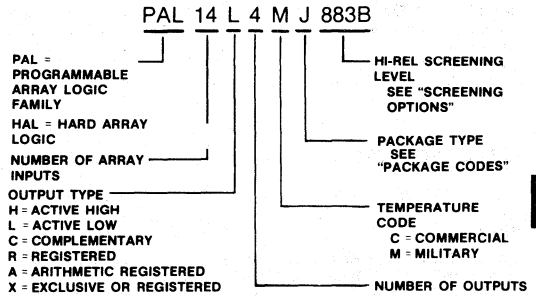 PAL 14 L 4 M J 883B
PAL =
PROGRAMMABLE
ARRAY LOGIC
FAMILY
HAL = HARD ARRAY
LOGIC
NUMBER OF ARRAY
INPUTS
OUTPUT TYPE
H = ACTIVE HIGH
L = ACTIVE LOW
C = COMPLEMENTARY
R = REGISTERED
A = ARITHMETIC REGISTERED
X = EXCLUSIVE OR REGISTERED
HI-REL SCREENING
LEVEL
SEE "SCREENING
OPTIONS"
PACKAGE TYPE
SEE
"PACKAGE CODES"
TEMPERATURE
CODE
C = COMMERCIAL
M = MILITARY
NUMBER OF OUTPUTS